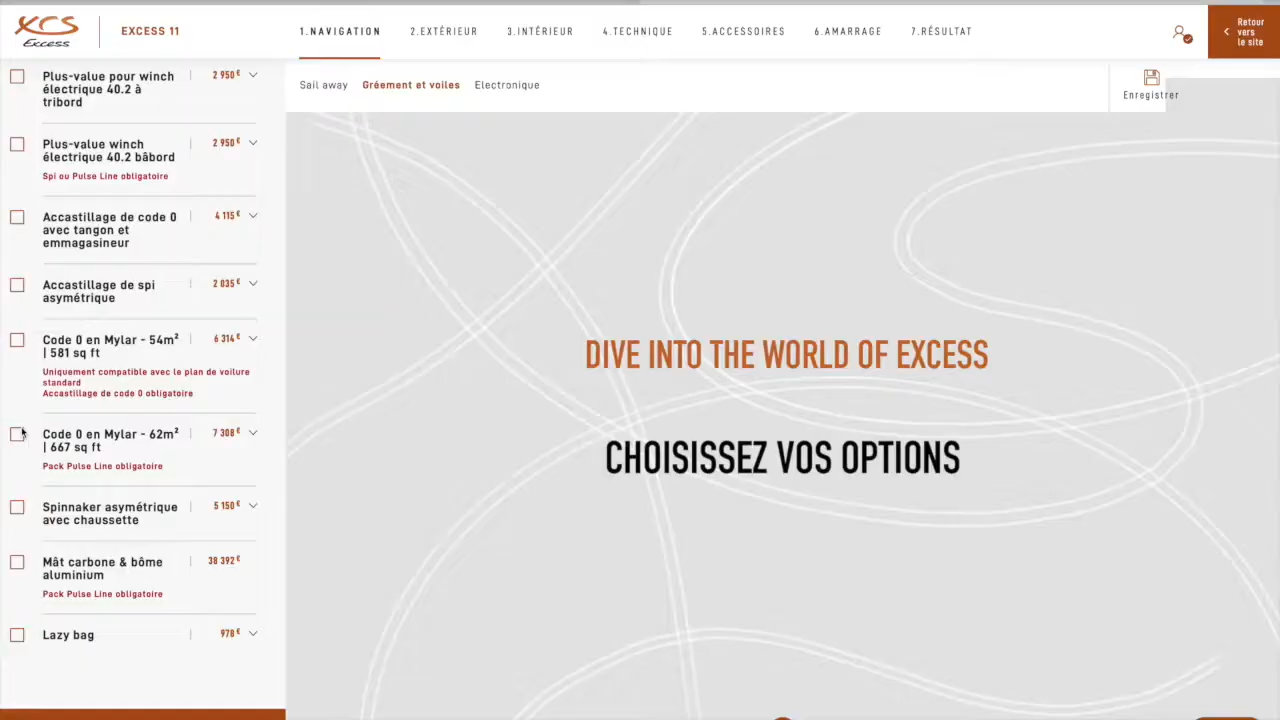 XCS
Excess
EXCESS 11
1.NAVIGATION
2.EXTÉRIEUR
3.INTÉRIEUR
4.TECHNIQUE
5.ACCESSOIRES
6.AMARRAGE
7.RÉSULTAT
Retour
vers
le site
Sail away
Gréement et voiles
Electronique
Enregistrer
Plus-value pour winch
électrique 40.2 à
tribord
2 950 €
Plus-value winch
électrique 40.2 bâbord
2 950 €
Spi ou Pulse Line obligatoire
Accastillage de code 0
avec tangon et
emmagasineur
4 115 €
Accastillage de spi
asymétrique
2 035 €
Code 0 en Mylar - 54m²
| 581 sq ft
6 314 €
Uniquement compatible avec le plan de voilure
standard
Accastillage de code 0 obligatoire
Code 0 en Mylar - 62m²
| 667 sq ft
7 308 €
Pack Pulse Line obligatoire
Spinnaker asymétrique
avec chaussette
5 150 €
Mât carbone & bôme
aluminium
38 392 €
Pack Pulse Line obligatoire
Lazy bag
978 €
DIVE INTO THE WORLD OF EXCESS
CHOISISSEZ VOS OPTIONS